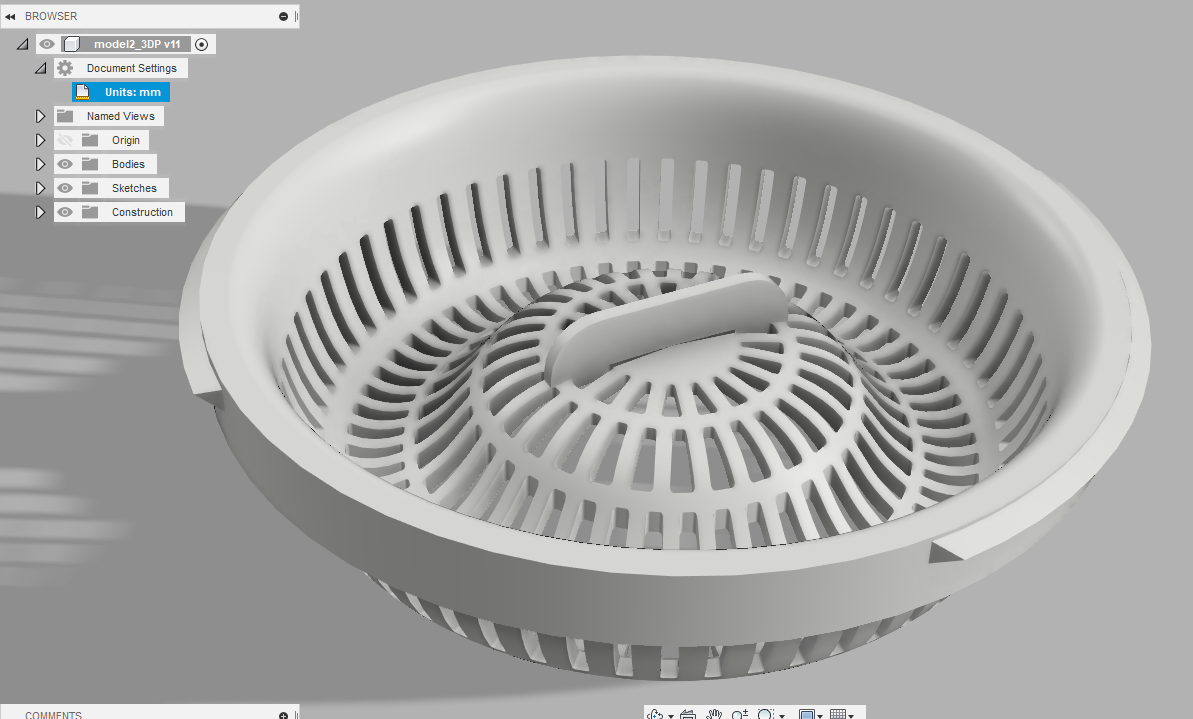 BROWSER
model2_3DP v11
Document Settings
Units: mm
Named Views
Origin
Bodies
Sketches
Construction
COMMENTS